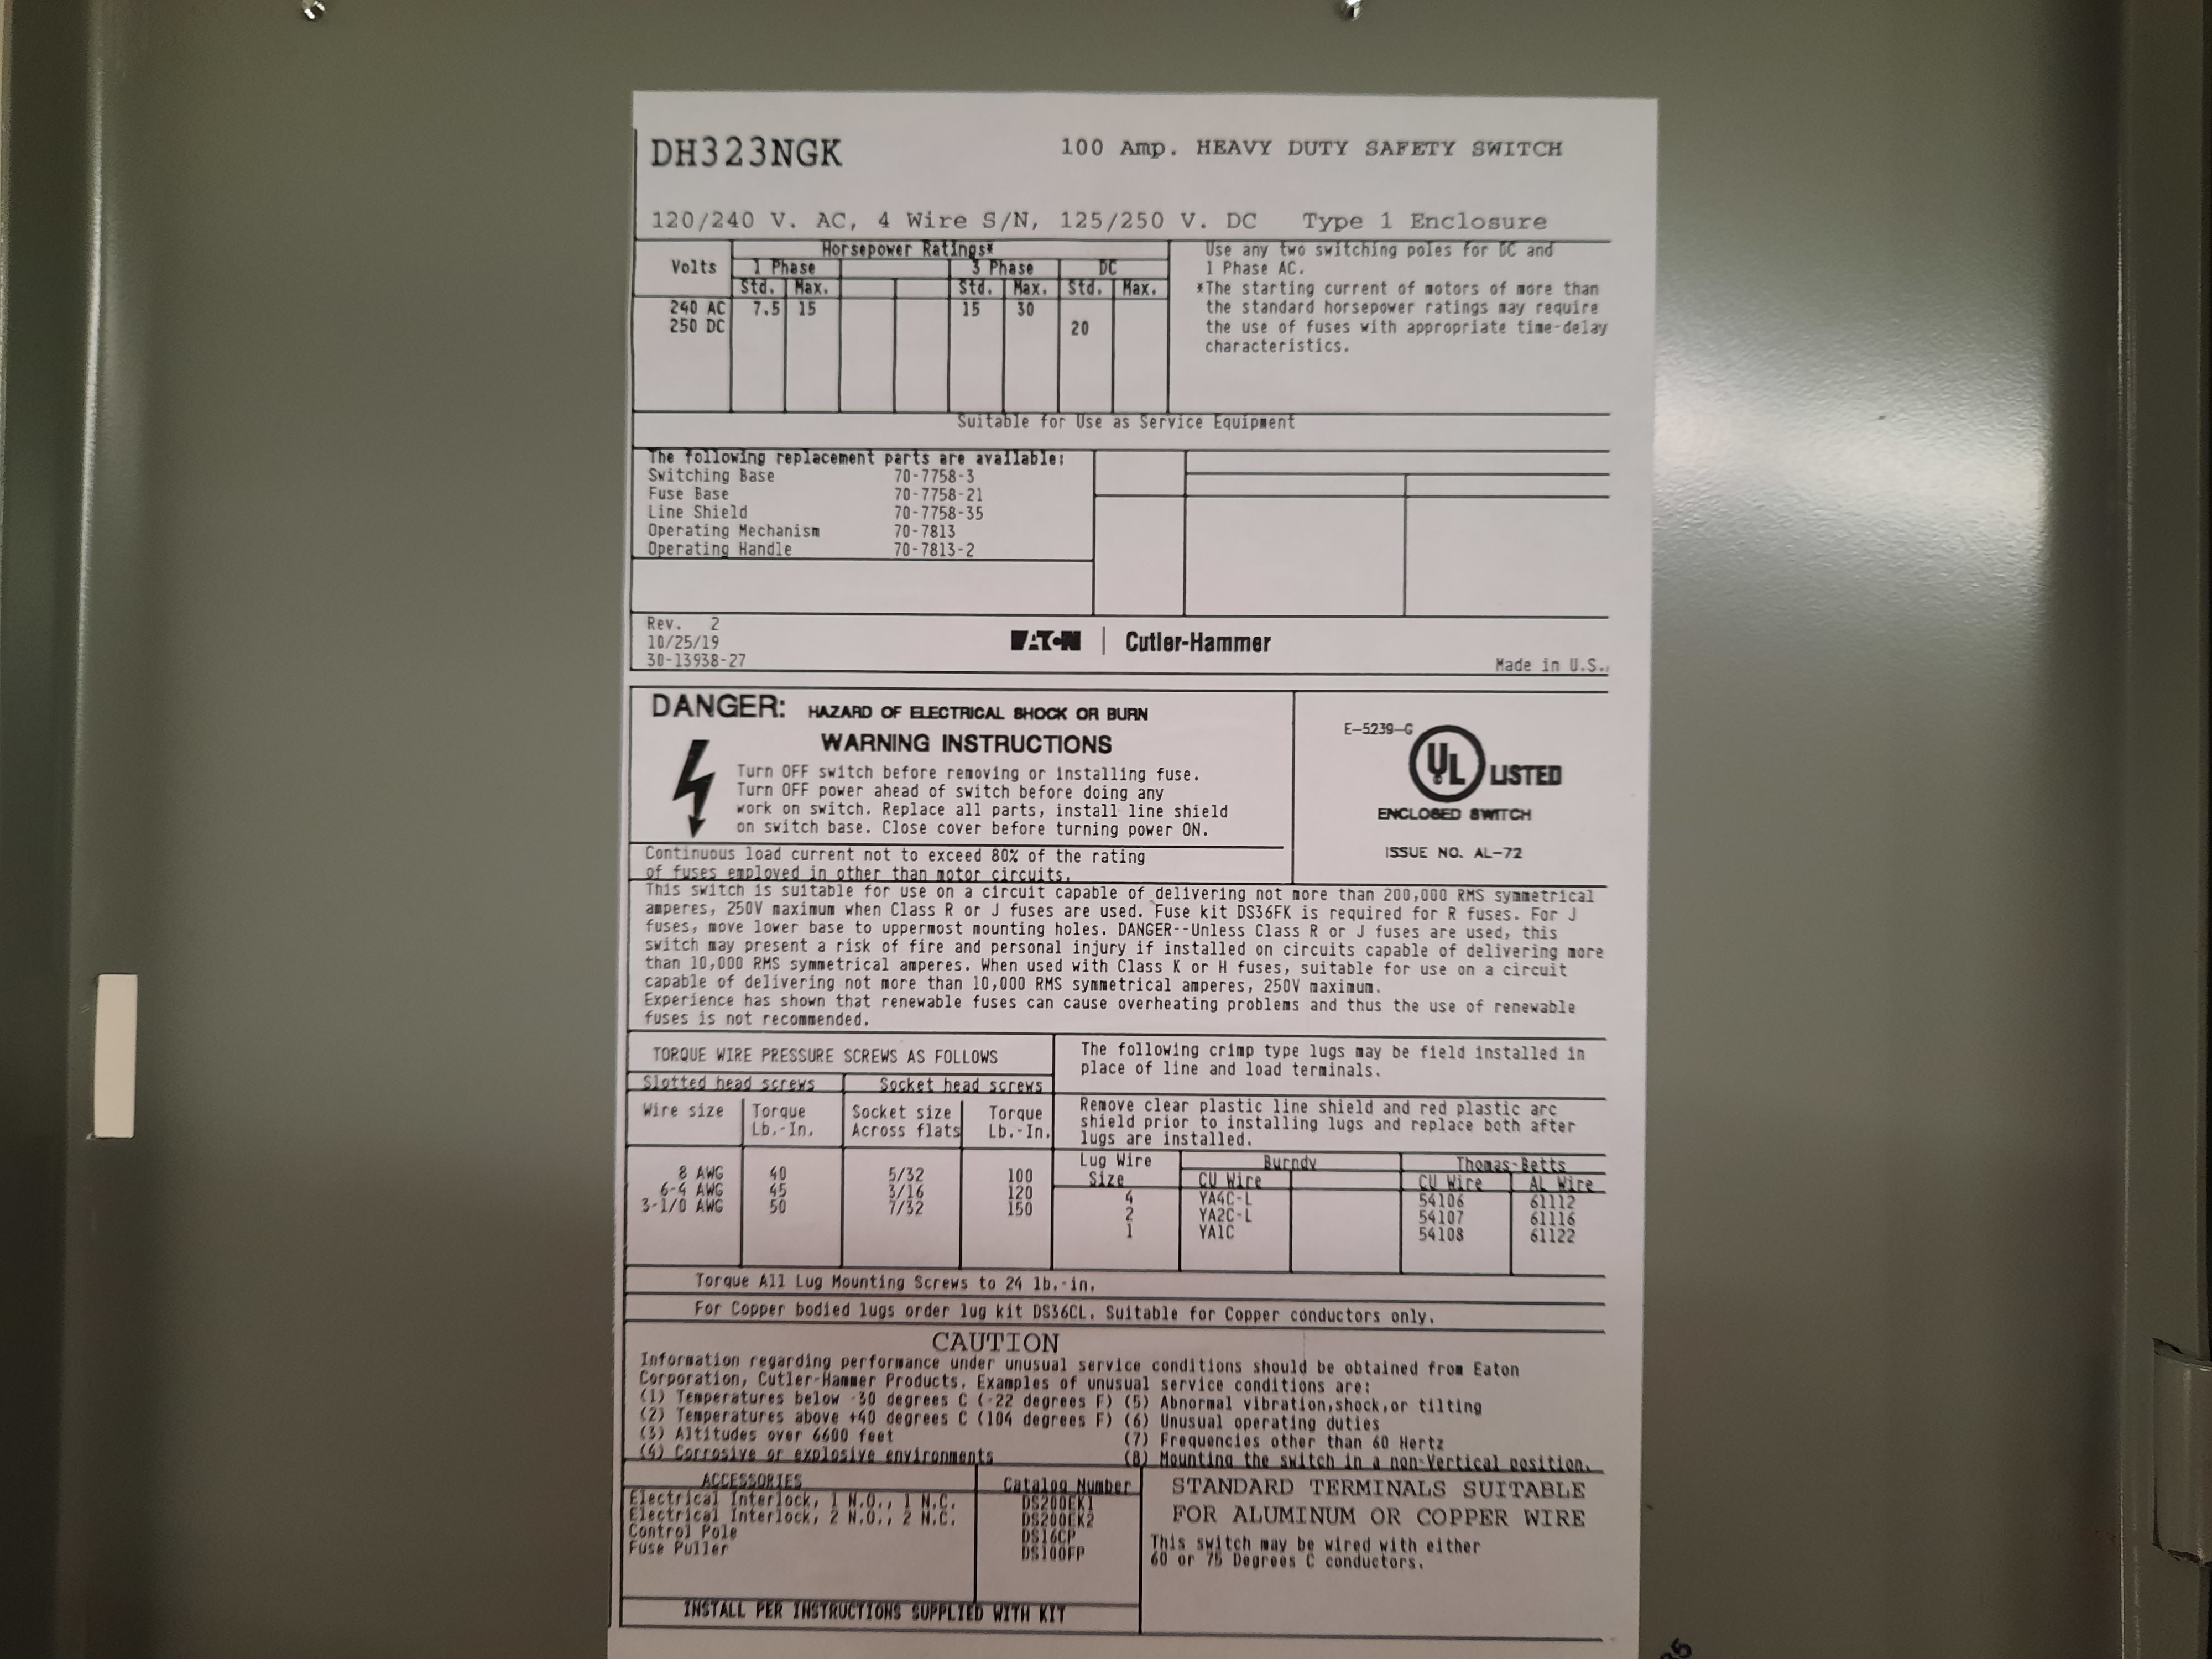 DH323NGK 100 Amp. HEAVY DUTY SAFETY SWITCH
120/240 V. AC, 4 Wire S/N, 125/250 V. DC Type 1 Enclosure
Horsepower Ratings*
Volts 1 Phase 3 Phase DC
Std. Max. Std. Max. Std. Max.
240 AC 7.5 15 15 30
250 DC 20
Use any two switching poles for DC and
1 Phase AC.
*The starting current of motors of more than
the standard horsepower ratings may require
the use of fuses with appropriate time-delay
characteristics.
Suitable for Use as Service Equipment
The following replacement parts are available:
Switching Base 70-7758-3
Fuse Base 70-7758-21
Line Shield 70-7758-35
Operating Mechanism 70-7813
Operating Handle 70-7813-2
Rev. 2
10/25/19
30-13938-27
EATON | Cutler-Hammer
Made in U.S.
DANGER: HAZARD OF ELECTRICAL SHOCK OR BURN
WARNING INSTRUCTIONS
Turn OFF switch before removing or installing fuse.
Turn OFF power ahead of switch before doing any
work on switch. Replace all parts, install line shield
on switch base. Close cover before turning power ON.
E-5239-G
UL LISTED
ENCLOSED SWITCH
ISSUE NO. AL-72
Continuous load current not to exceed 80% of the rating
of fuses employed in other than motor circuits.
This switch is suitable for use on a circuit capable of delivering not more than 200,000 RMS symmetrical
amperes, 250V maximum when Class R or J fuses are used. Fuse kit DS36FK is required for R fuses. For J
fuses, move lower base to uppermost mounting holes. DANGER--Unless Class R or J fuses are used, this
switch may present a risk of fire and personal injury if installed on circuits capable of delivering more
than 10,000 RMS symmetrical amperes. When used with Class K or H fuses, suitable for use on a circuit
capable of delivering not more than 10,000 RMS symmetrical amperes, 250V maximum.
Experience has shown that renewable fuses can cause overheating problems and thus the use of renewable
fuses is not recommended.
TORQUE WIRE PRESSURE SCREWS AS FOLLOWS
Slotted head screws Socket head screws
Wire size Torque Lb.-In. Socket size Across flats Torque Lb.-In.
8 AWG 40 5/32 100
6-4 AWG 45 3/16 120
3-1/0 AWG 50 7/32 150
The following crimp type lugs may be field installed in
place of line and load terminals.
Remove clear plastic line shield and red plastic arc
shield prior to installing lugs and replace both after
lugs are installed.
Lug Wire Size Burndy Thomas-Betts
CU Wire CU Wire AL Wire
4 YA4C-L 54106 61112
2 YA2C-L 54107 61116
1 YA1C 54108 61122
Torque All Lug Mounting Screws to 24 lb.-in.
For Copper bodied lugs order lug kit DS36CL. Suitable for Copper conductors only.
CAUTION
Information regarding performance under unusual service conditions should be obtained from Eaton
Corporation, Cutler-Hammer Products. Examples of unusual service conditions are:
(1) Temperatures below -30 degrees C (-22 degrees F) (5) Abnormal vibration,shock,or tilting
(2) Temperatures above +40 degrees C (104 degrees F) (6) Unusual operating duties
(3) Altitudes over 6600 feet (7) Frequencies other than 60 Hertz
(4) Corrosive or explosive environments (8) Mounting the switch in a non-Vertical position.
ACCESSORIES Catalog Number
Electrical Interlock, 1 N.O., 1 N.C. DS200EK1
Electrical Interlock, 2 N.O., 2 N.C. DS200EK2
Control Pole DS16CP
Fuse Puller DS100FP
INSTALL PER INSTRUCTIONS SUPPLIED WITH KIT
STANDARD TERMINALS SUITABLE
FOR ALUMINUM OR COPPER WIRE
This switch may be wired with either
60 or 75 Degrees C conductors.